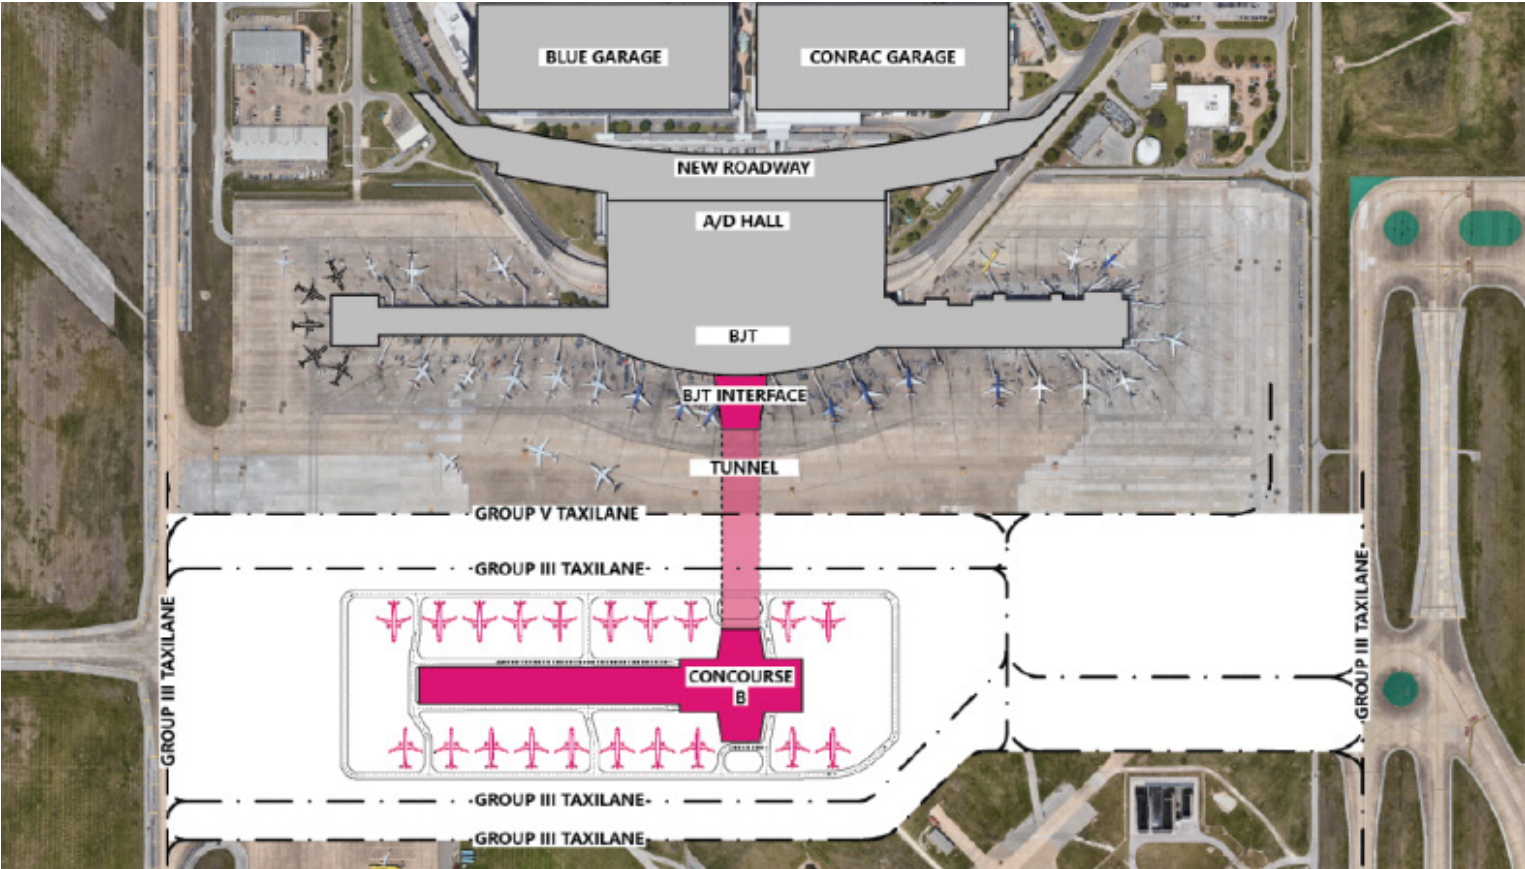 BLUE GARAGE
CONRAC GARAGE
NEW ROADWAY
A/D HALL
BJT
BJT INTERFACE
TUNNEL
GROUP V TAXILANE
GROUP III TAXILANE
GROUP III TAXILANE
GROUP III TAXILANE
CONCOURSE
B
GROUP III TAXILANE
GROUP III TAXILANE